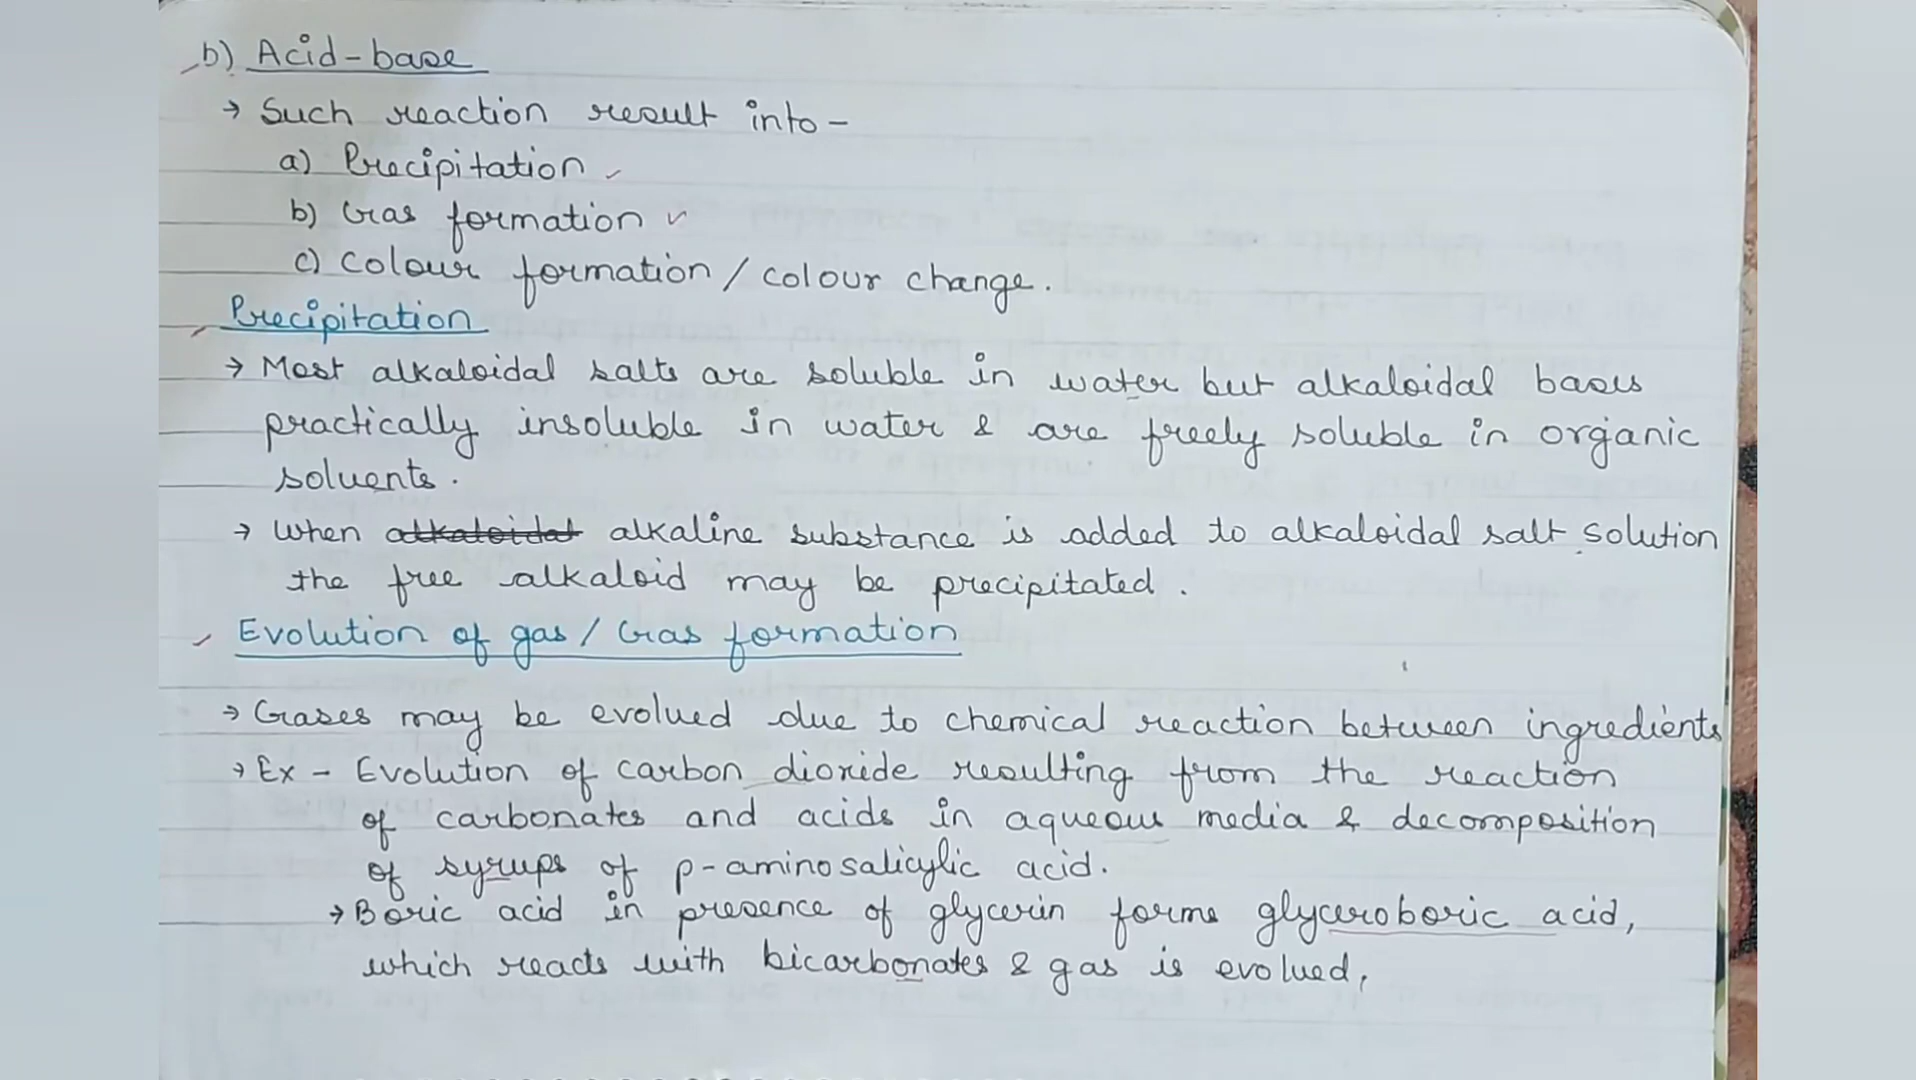 b) Acid-base
→ Such reaction result into -
a) Precipitation ✓
b) Gas formation ✓
c) Colour formation / colour change.
Precipitation
→ Most alkaloidal salts are soluble in water but alkaloidal bases
practically insoluble in water & are freely soluble in organic
soluents.
→ When alkaloidal alkaline substance is added to alkaloidal salt solution
the free alkaloid may be precipitated.
Evolution of gas / Gas formation
→ Gases may be evolued due to chemical reaction between ingredients
→ Ex - Evolution of carbon dioxide resulting from the reaction
of carbonates and acids in aqueous media & decomposition
of syrups of p-aminosalicylic acid.
→ Boric acid in presence of glycerin forms glyceroboric acid,
which reacts with bicarbonates & gas is evolued,